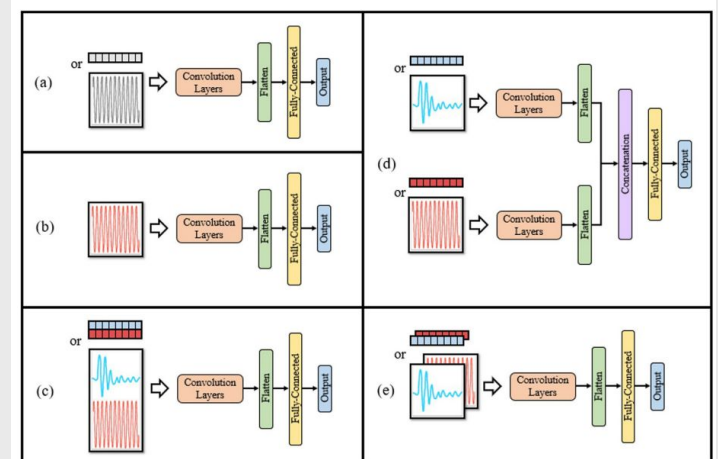 (a)
or
Convolution
Layers
Flatten
Fully-Connected
Output
(b)
Convolution
Layers
Flatten
Fully-Connected
Output
(c)
or
Convolution
Layers
Flatten
Fully-Connected
Output
(d)
or
Convolution
Layers
Flatten
or
Convolution
Layers
Flatten
Concatenation
Fully-Connected
Output
(e)
or
Convolution
Layers
Flatten
Fully-Connected
Output